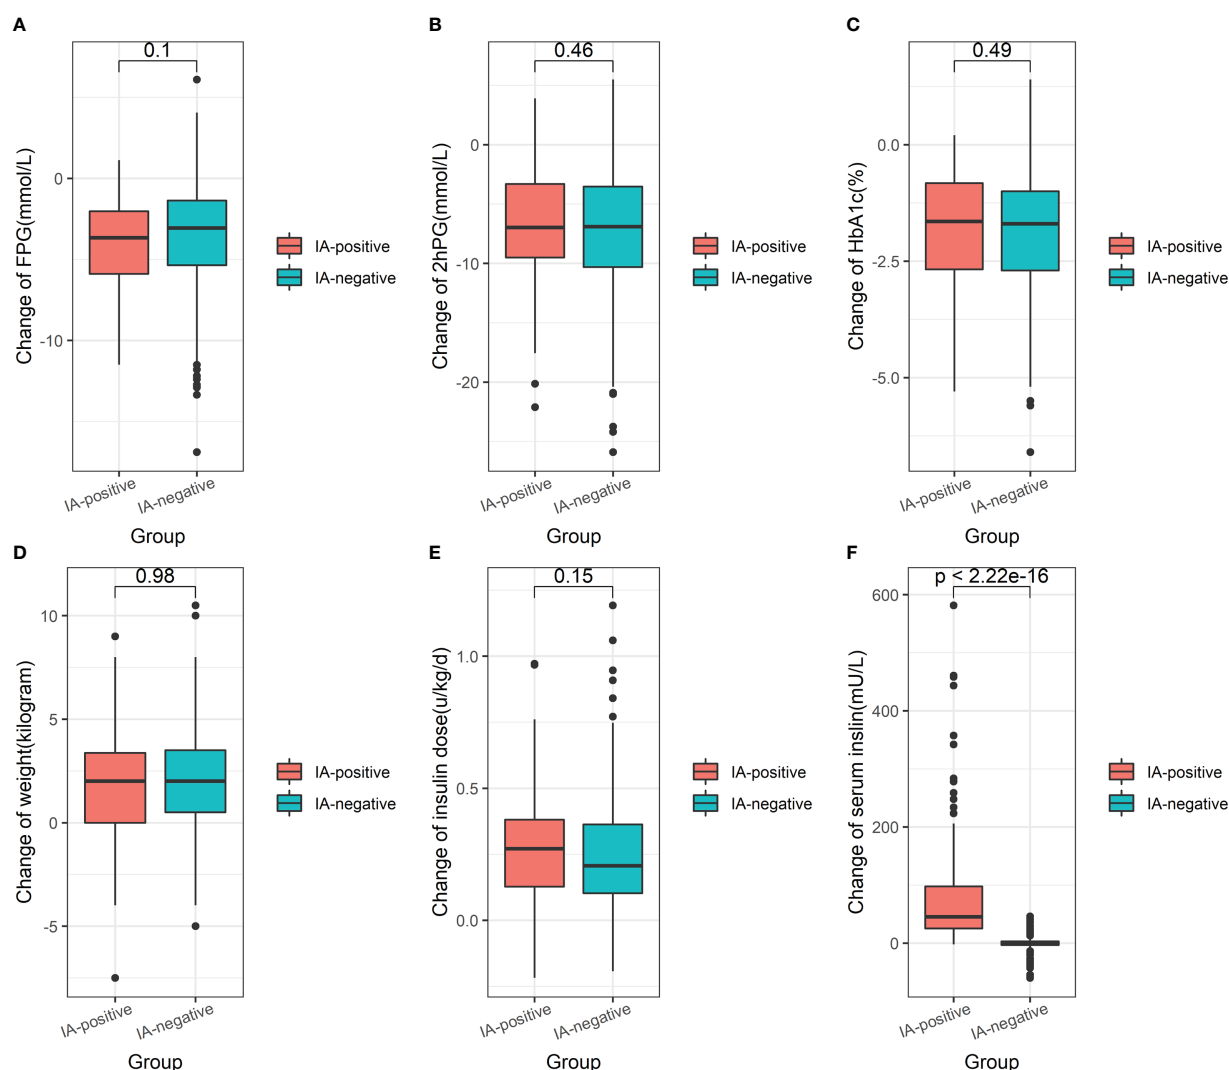 A
0.1
0
-10
Change of FPG(mmol/L)
IA-positive
IA-negative
Group
IA-positive
IA-negative
B
0.46
0
-10
-20
Change of 2hPG(mmol/L)
IA-positive
IA-negative
Group
IA-positive
IA-negative
C
0.49
0.0
-2.5
-5.0
Change of HbA1c(%)
IA-positive
IA-negative
Group
IA-positive
IA-negative
D
0.98
10
5
0
-5
Change of weight(kilogram)
IA-positive
IA-negative
Group
IA-positive
IA-negative
E
0.15
1.0
0.5
0.0
Change of insulin dose(u/kg/d)
IA-positive
IA-negative
Group
IA-positive
IA-negative
F
p < 2.22e-16
600
400
200
0
Change of serum inslin(mU/L)
IA-positive
IA-negative
Group
IA-positive
IA-negative